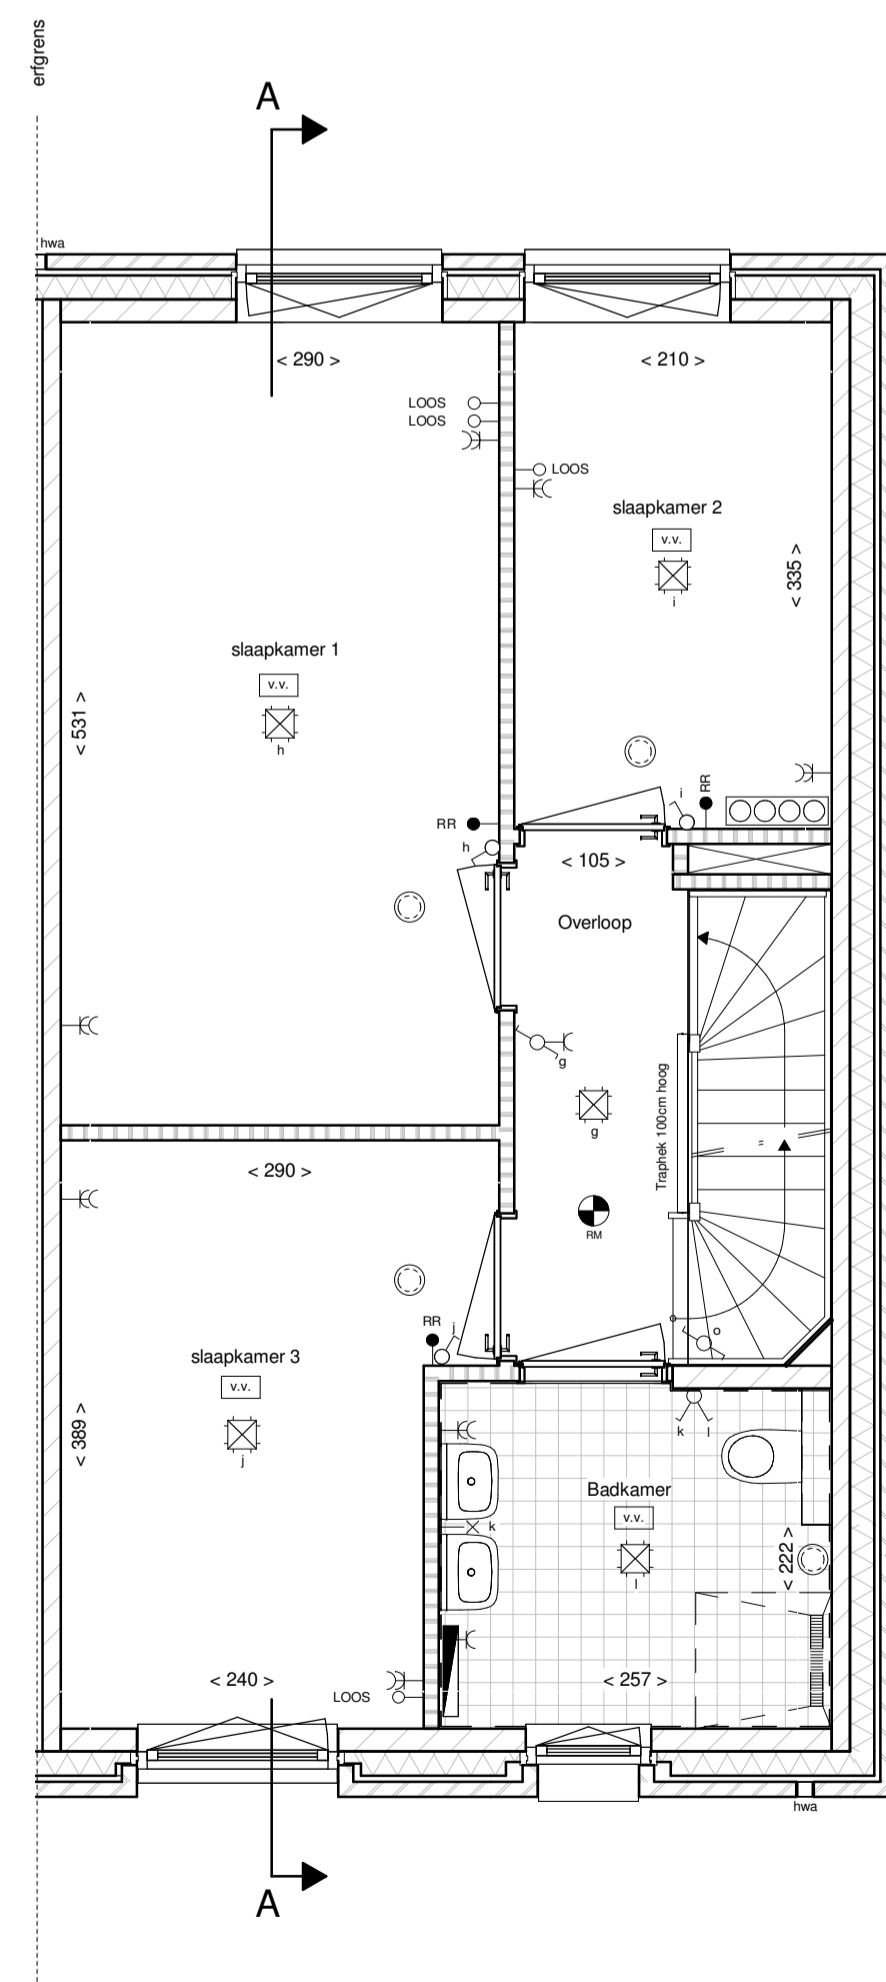 erfgrens
A
hwa
< 290 >
< 210 >
LOOS
LOOS
LOOS
slaapkamer 2
v.v.
i
< 335 >
slaapkamer 1
v.v.
h
< 531 >
i
RR
RR
h
< 105 >
Overloop
g
Traphek 100cm hoog
g
=
RM
< 290 >
RR
j
o
slaapkamer 3
v.v.
j
< 389 >
k
l
Badkamer
v.v.
l
k
< 222 >
< 240 >
LOOS
< 257 >
hwa
A